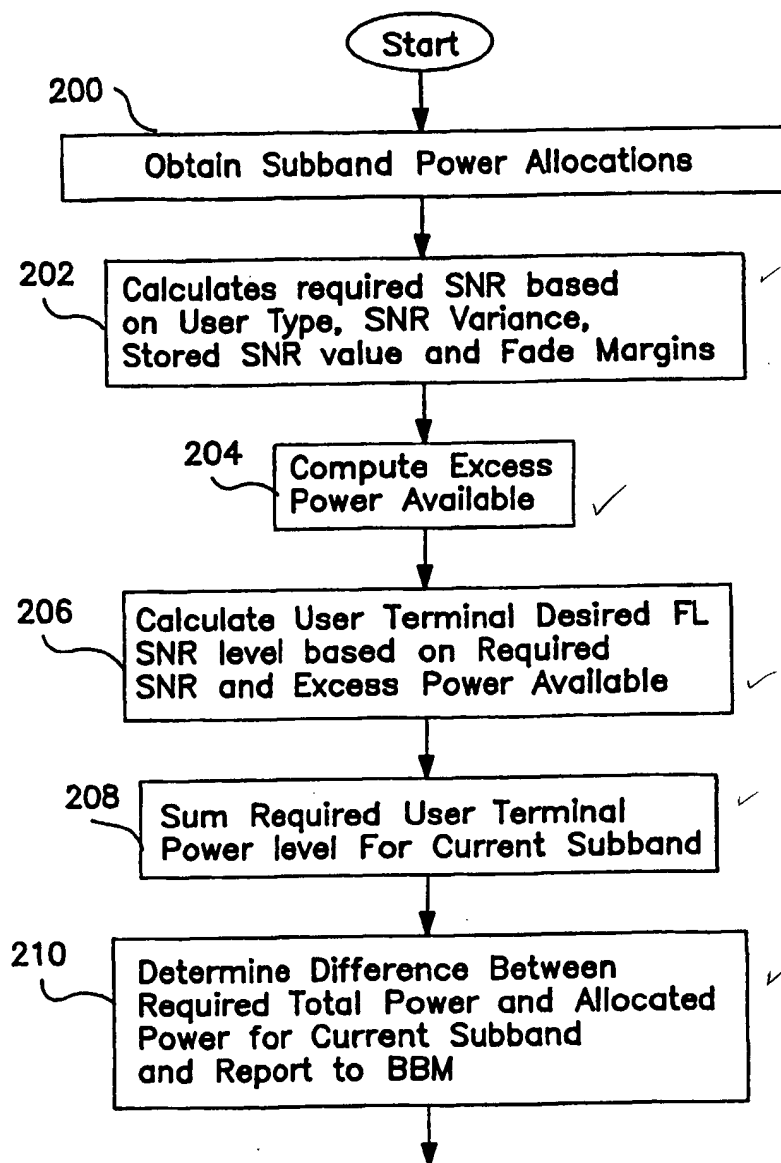 Start
200
Obtain Subband Power Allocations
202
Calculates required SNR based
on User Type, SNR Variance,
Stored SNR value and Fade Margins
204
Compute Excess
Power Available
206
Calculate User Terminal Desired FL
SNR level based on Required
SNR and Excess Power Available
208
Sum Required User Terminal
Power level For Current Subband
210
Determine Difference Between
Required Total Power and Allocated
Power for Current Subband
and Report to BBM